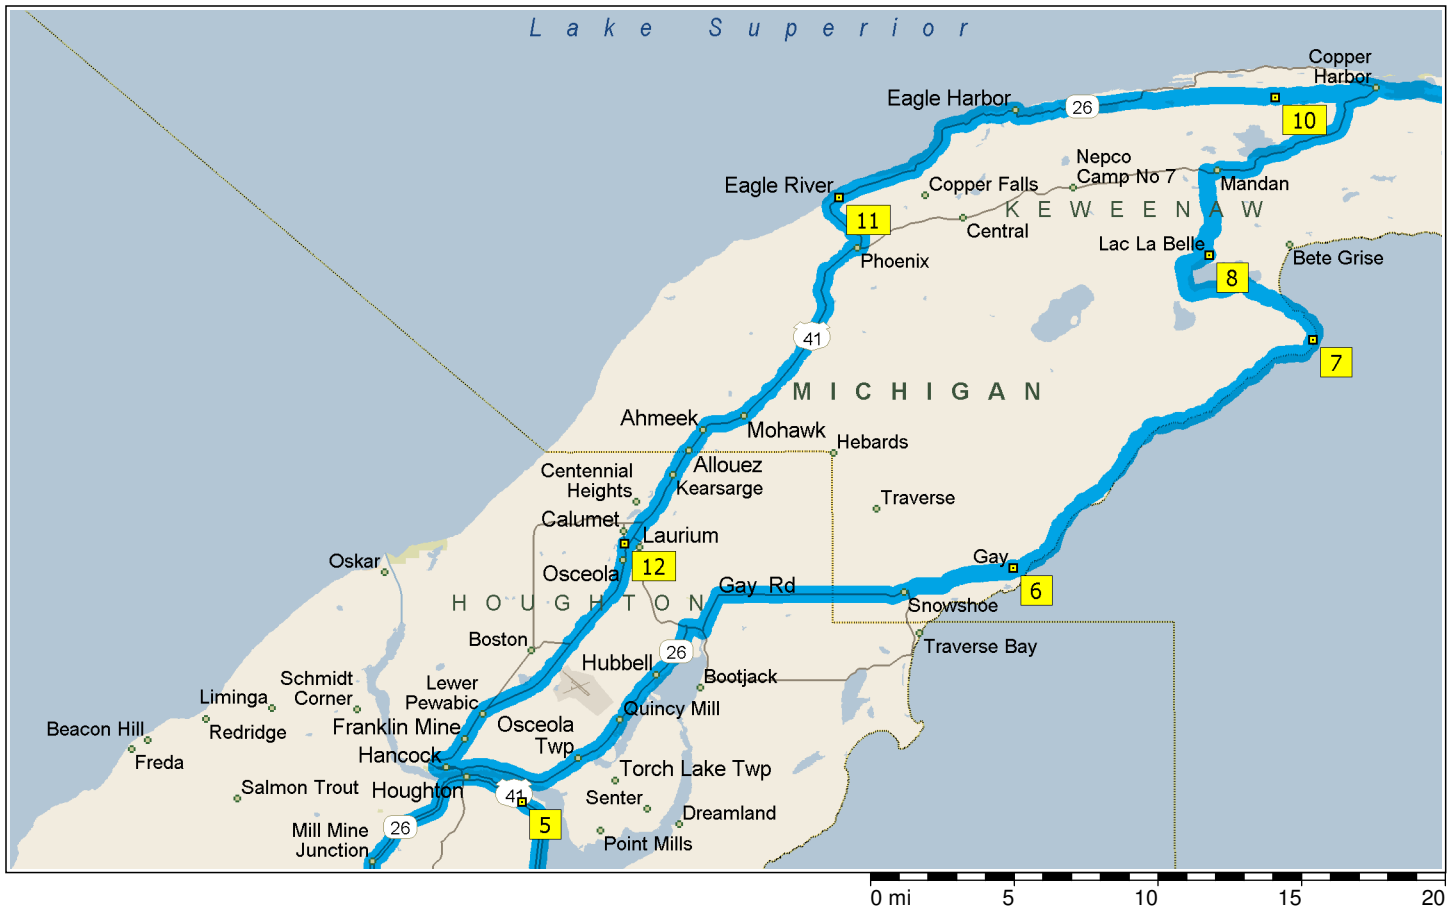 Lake Superior
Copper
Harbor
Eagle Harbor
26
10
Nepco
Camp No 7
Eagle River
Copper Falls
Mandan
KEWEENAW
11
Central
Lac La Belle
Phoenix
Bete Grise
8
41
7
MICHIGAN
Ahmeek
Mohawk
Hebards
Allouez
Centennial
Heights
Kearsarge
Traverse
Calumet
Laurium
Oskar
12
Osceola
Gay
6
Gay Rd
HOUGHTON
Snowshoe
Boston
Traverse Bay
26
Hubbell
Bootjack
Schmidt
Corner
Lower
Pewabic
Liminga
Quincy Mill
Redridge
Franklin Mine
Osceola
Twp
Beacon Hill
Freda
Hancock
Torch Lake Twp
Salmon Trout
Houghton
41
Senter
Dreamland
5
26
Mill Mine
Junction
Point Mills
0 mi 5 10 15 20